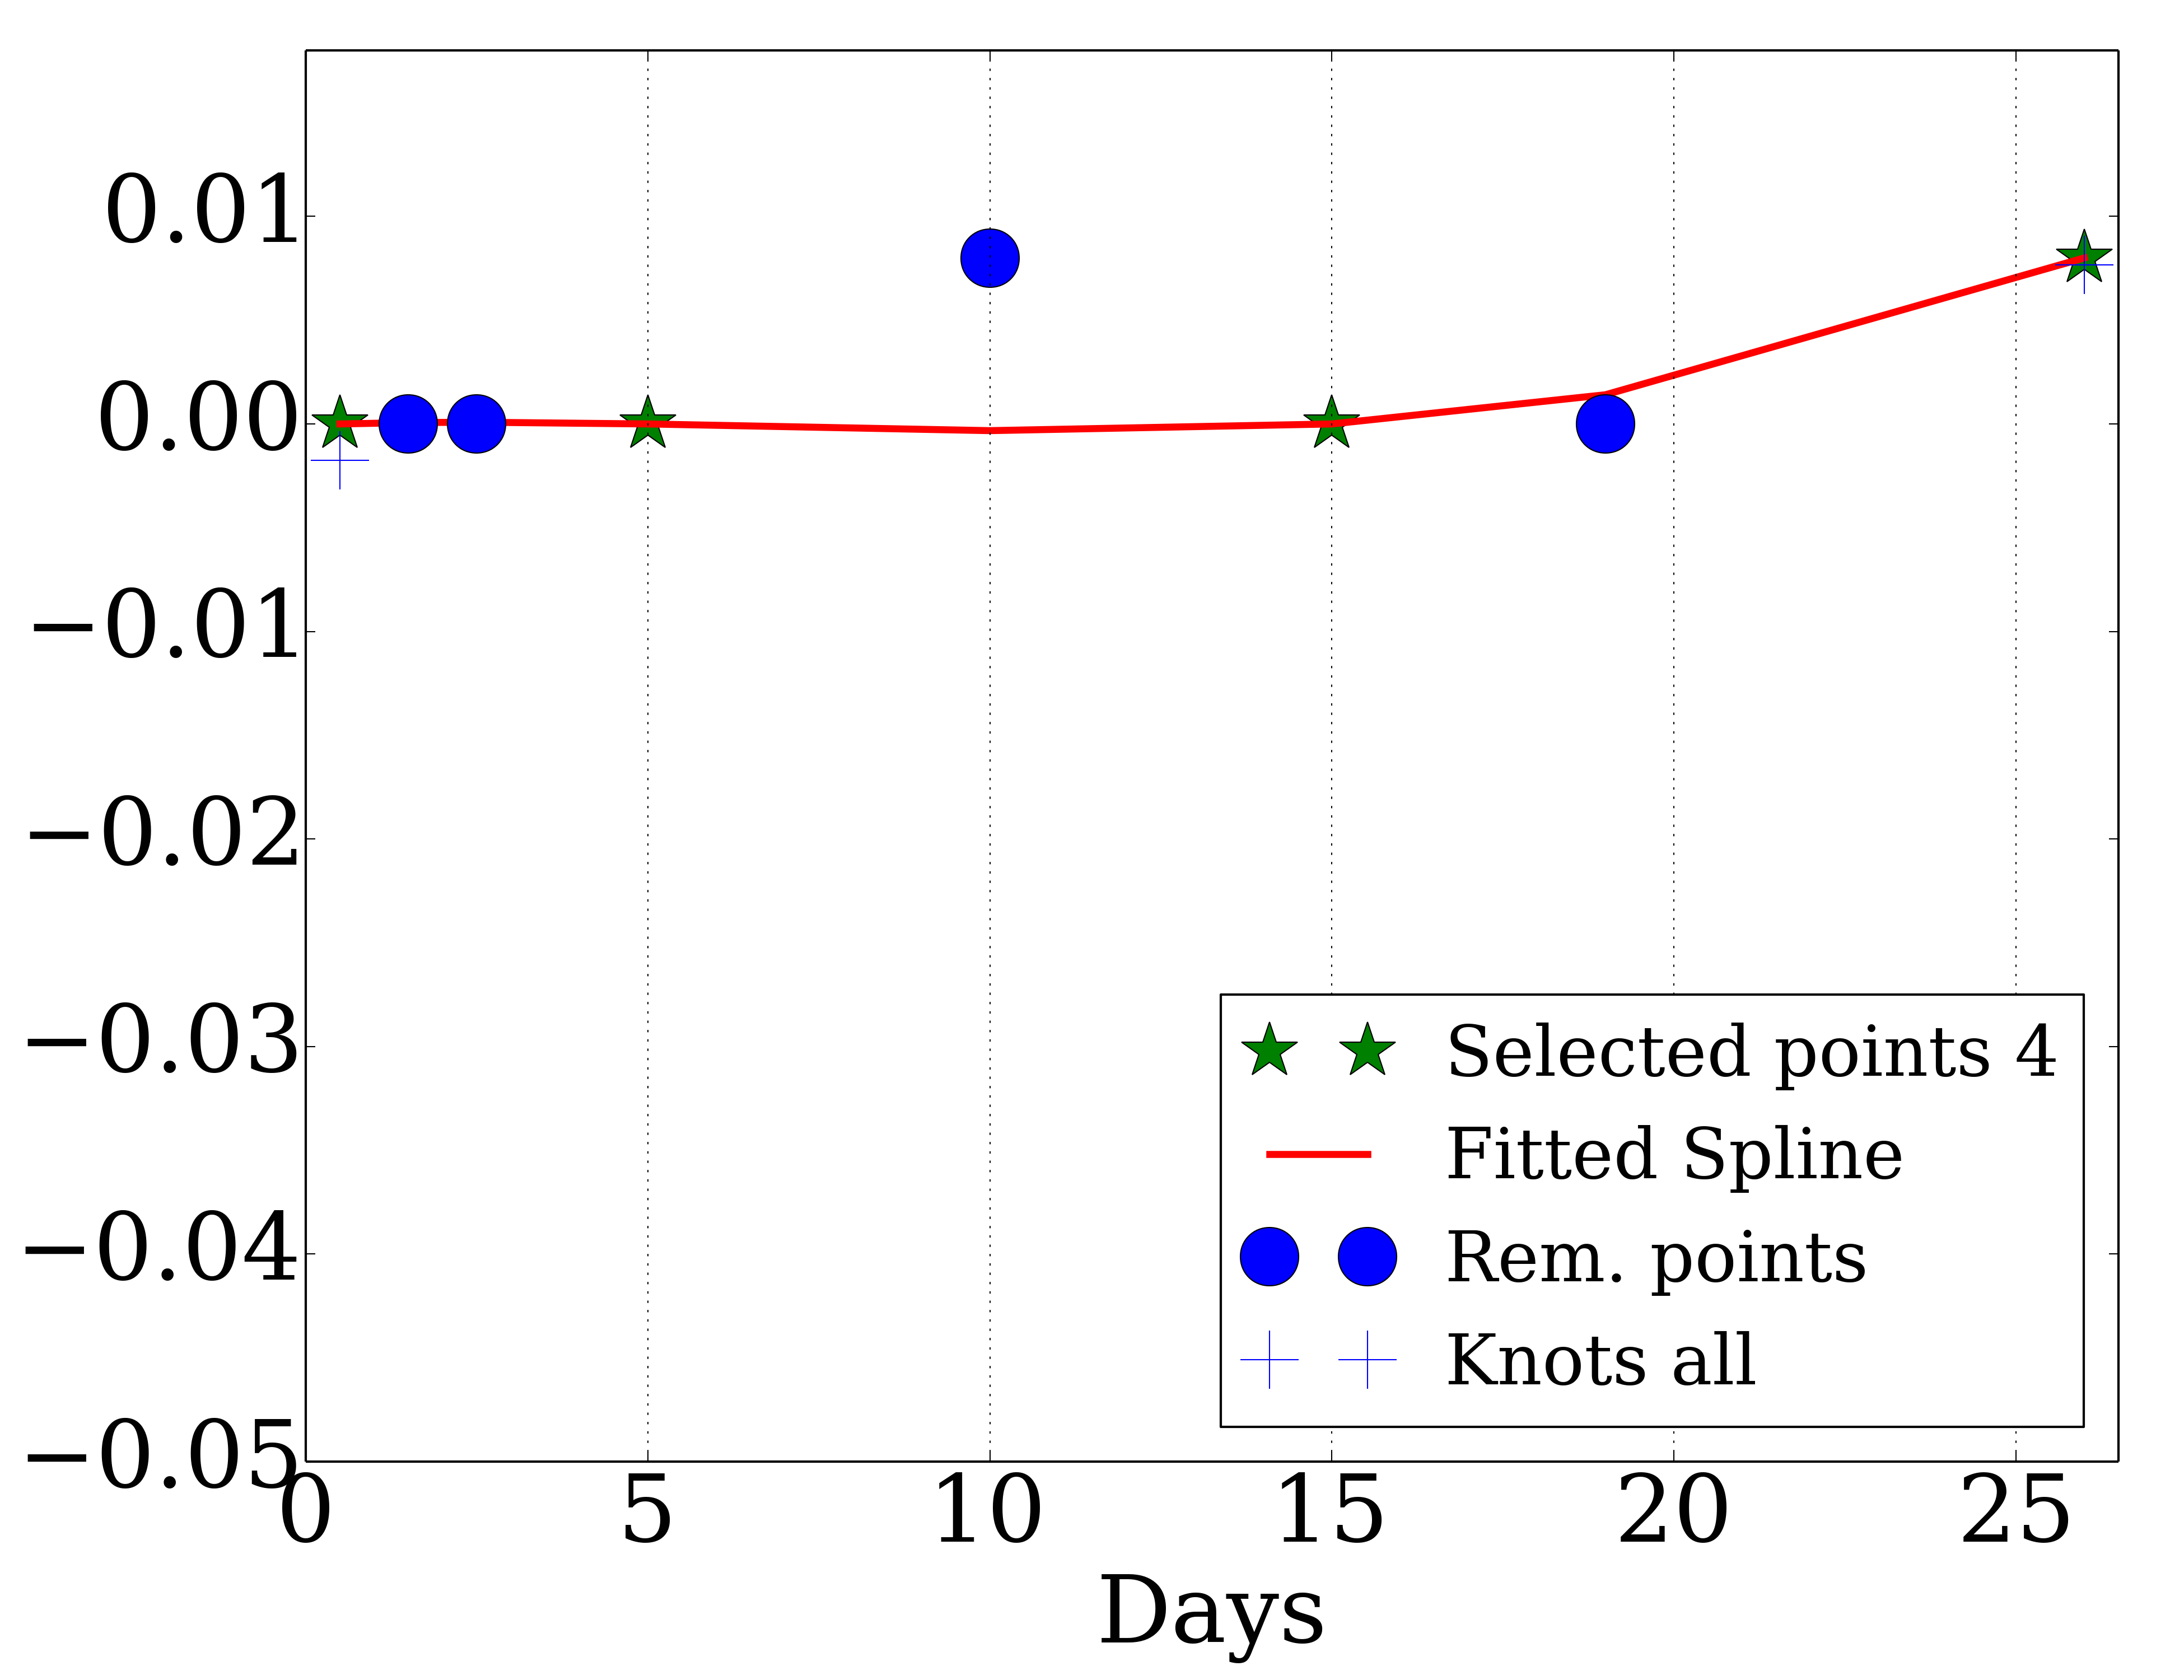 0.01
0.00
−0.01
−0.02
−0.03
−0.04
−0.05
0 5 10 15 20 25
Days
Selected points 4
Fitted Spline
Rem. points
Knots all